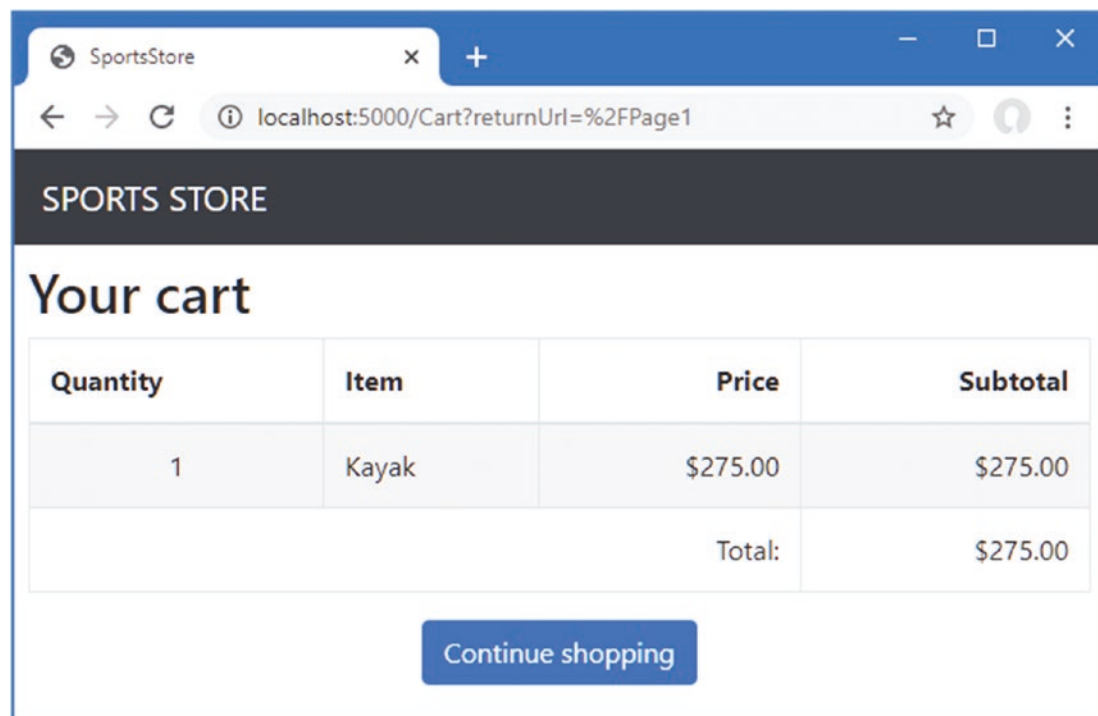 SportsStore
localhost:5000/Cart?returnUrl=%2FPage1
SPORTS STORE
Your cart
Quantity Item Price Subtotal
1 Kayak $275.00 $275.00
Total: $275.00
Continue shopping